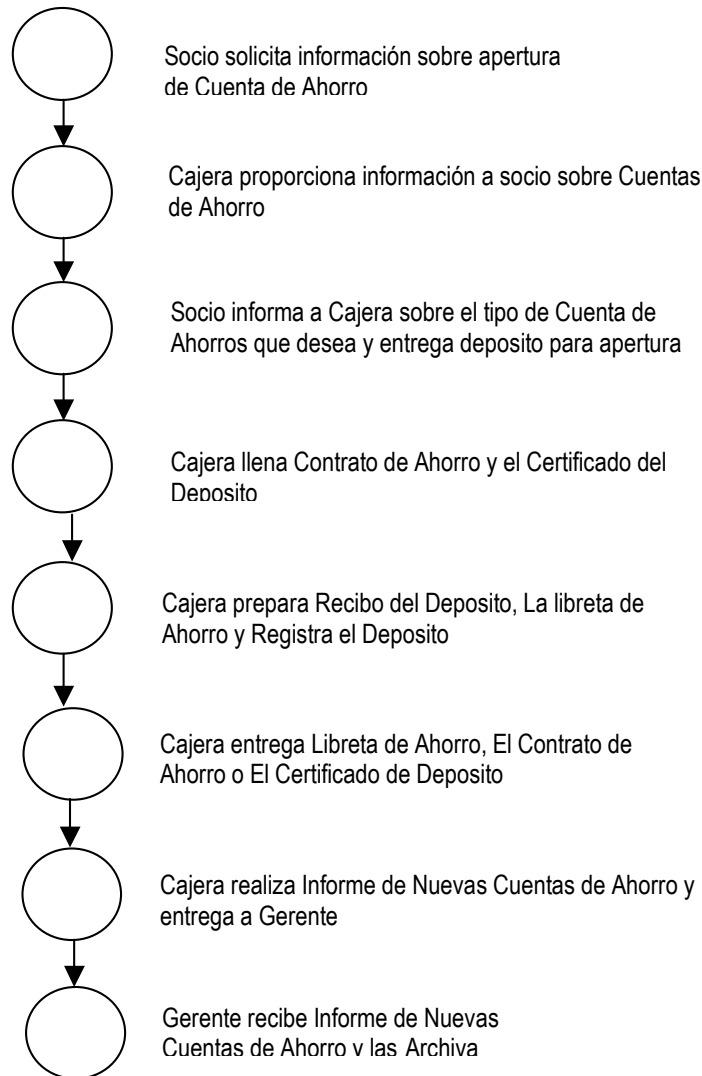 Socio solicita información sobre apertura
de Cuenta de Ahorro
Cajera proporciona información a socio sobre Cuentas
de Ahorro
Socio informa a Cajera sobre el tipo de Cuenta de
Ahorros que desea y entrega deposito para apertura
Cajera llena Contrato de Ahorro y el Certificado del
Deposito
Cajera prepara Recibo del Deposito, La libreta de
Ahorro y Registra el Deposito
Cajera entrega Libreta de Ahorro, El Contrato de
Ahorro o El Certificado de Deposito
Cajera realiza Informe de Nuevas Cuentas de Ahorro y
entrega a Gerente
Gerente recibe Informe de Nuevas
Cuentas de Ahorro y las Archiva